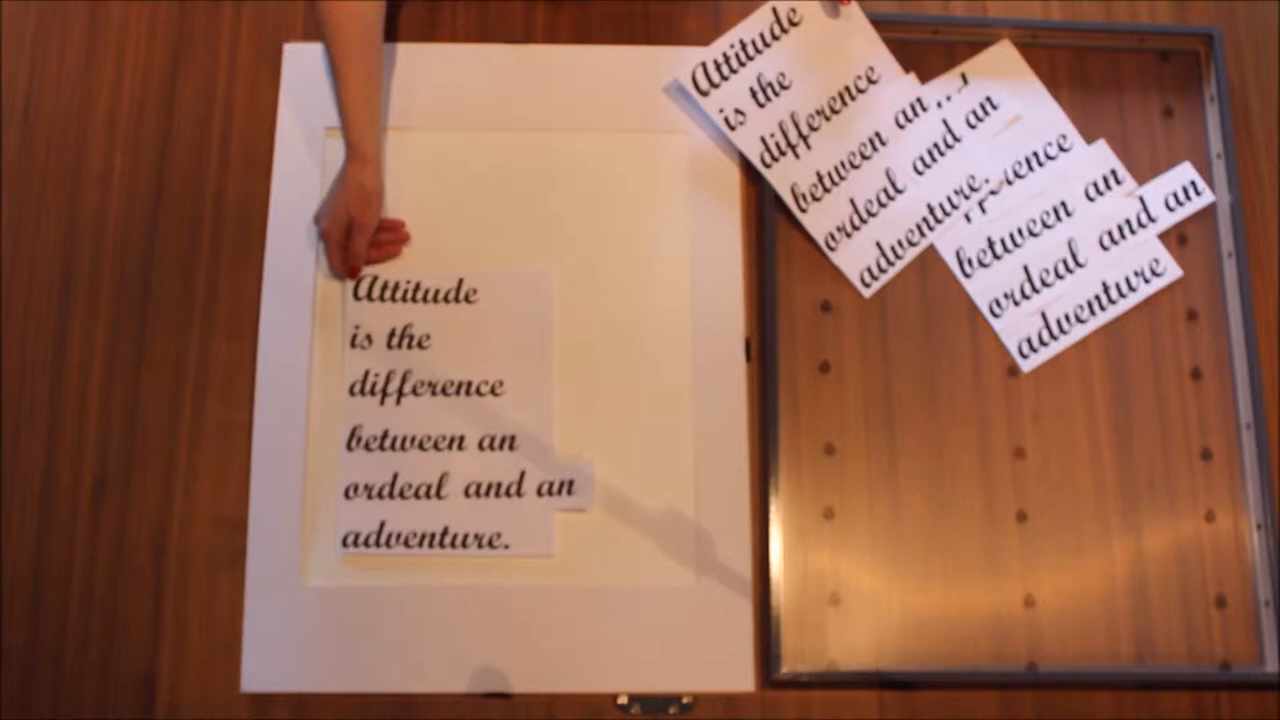 Attitude
is the
difference
between an
ordeal and an
adventure.
Attitude
is the
difference
between an
ordeal and an
adventure.
between an
ordeal and an
adventure